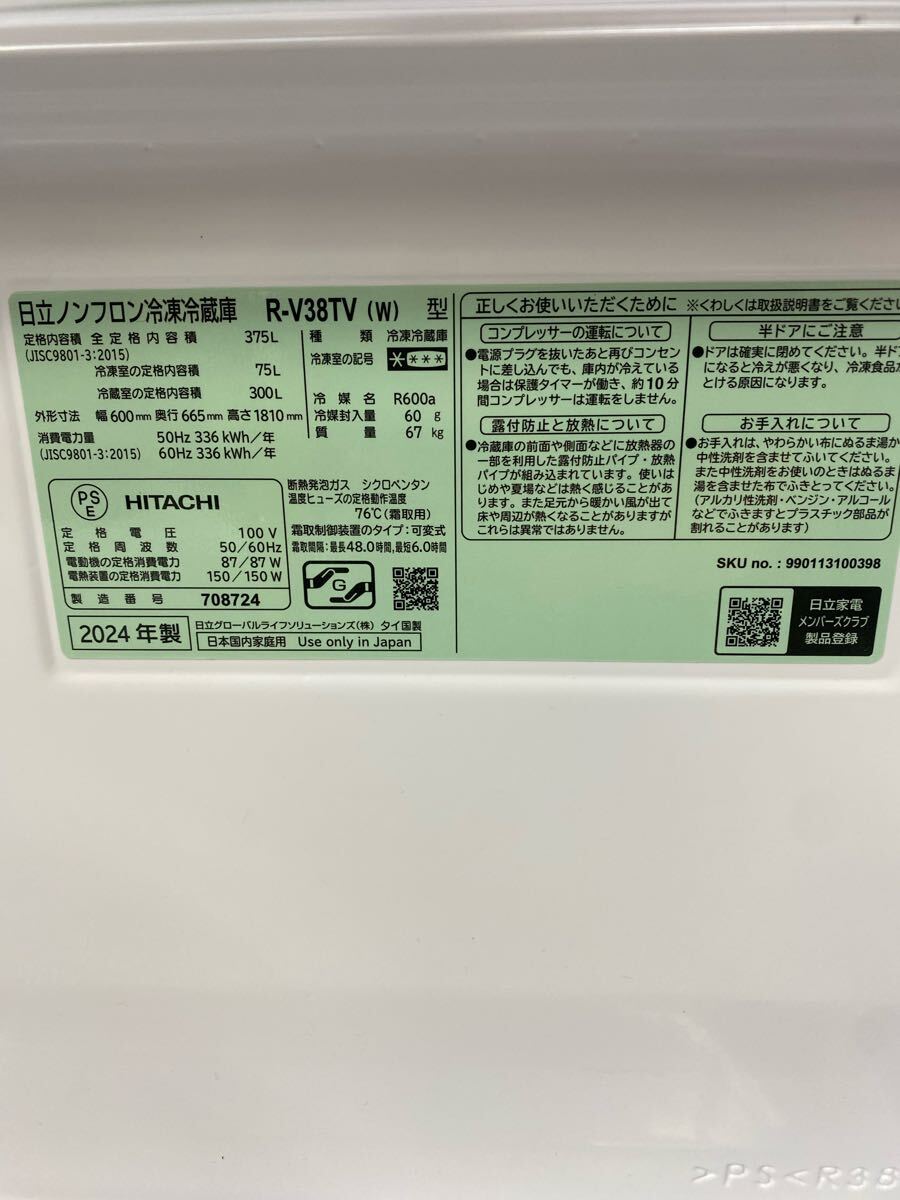 日立ノンフロン冷凍冷蔵庫 R-V38TV (W) 型
定格内容積 全定格内容積 375L
(JISC9801-3:2015)
冷凍室の定格内容積 75L
冷蔵室の定格内容積 300L
外形寸法 幅600mm 奥行665mm 高さ1810mm
消費電力量 50Hz 336 kWh/年
(JISC9801-3:2015) 60Hz 336 kWh/年
種類 冷凍冷蔵庫
冷凍室の記号 ****
冷媒名 R600a
冷媒封入量 60 g
質量 67 kg
PS
E
HITACHI
定格電圧 100 V
定格周波数 50/60Hz
電動機の定格消費電力 87/87 W
電熱装置の定格消費電力 150/150 W
製造番号 708724
断熱発泡ガス シクロペンタン
温度ヒューズの定格動作温度
76℃(霜取用)
霜取制御装置のタイプ:可変式
霜取間隔:最長48.0時間,最短6.0時間
G
2024年製
日立グローバルライフソリューションズ(株) タイ国製
日本国内家庭用 Use only in Japan
正しくお使いいただくために ※くわしくは取扱説明書をご覧くださ
コンプレッサーの運転について
●電源プラグを抜いたあと再びコンセン
トに差し込んでも、庫内が冷えている
場合は保護タイマーが働き、約10分
間コンプレッサーは運転をしません。
露付防止と放熱について
●冷蔵庫の前面や側面などに放熱器の
一部を利用した露付防止パイプ・放熱
パイプが組み込まれています。使いは
じめや夏場などは熱く感じることがあ
ります。また足元から暖かい風が出て
床や周辺が熱くなることがありますが
これらは異常ではありません。
半ドアにご注意
●ドアは確実に閉めてください。半ド
になると冷えが悪くなり、冷凍食品が
とける原因になります。
お手入れについて
●お手入れは、やわらかい布にぬるま湯か
中性洗剤を含ませてふいてください。
また中性洗剤をお使いのときはぬるま
湯を含ませた布でふきとってください。
(アルカリ性洗剤・ベンジン・アルコール
などでふきますとプラスチック部品が
割れることがあります)
SKU no. : 990113100398
日立家電
メンバーズクラブ
製品登録
>PS< R38